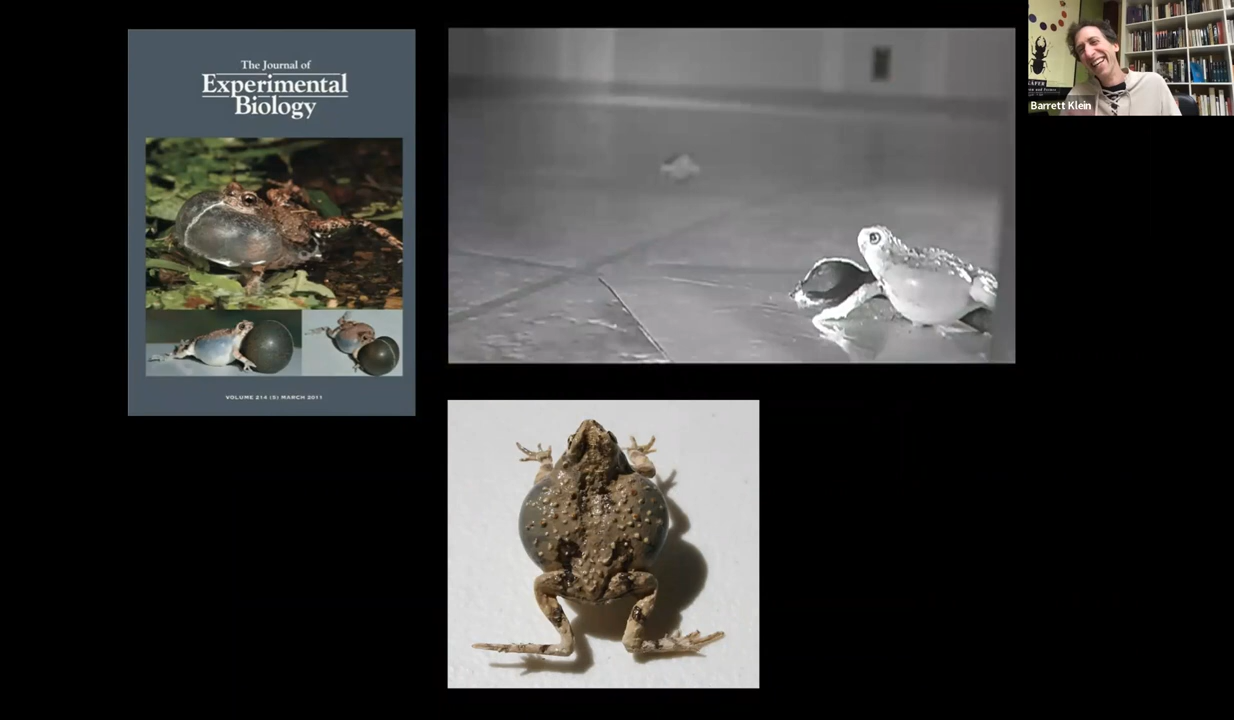 The Journal of
Experimental
Biology
VOLUME 214 (5) MARCH 2011
Barrett Klein